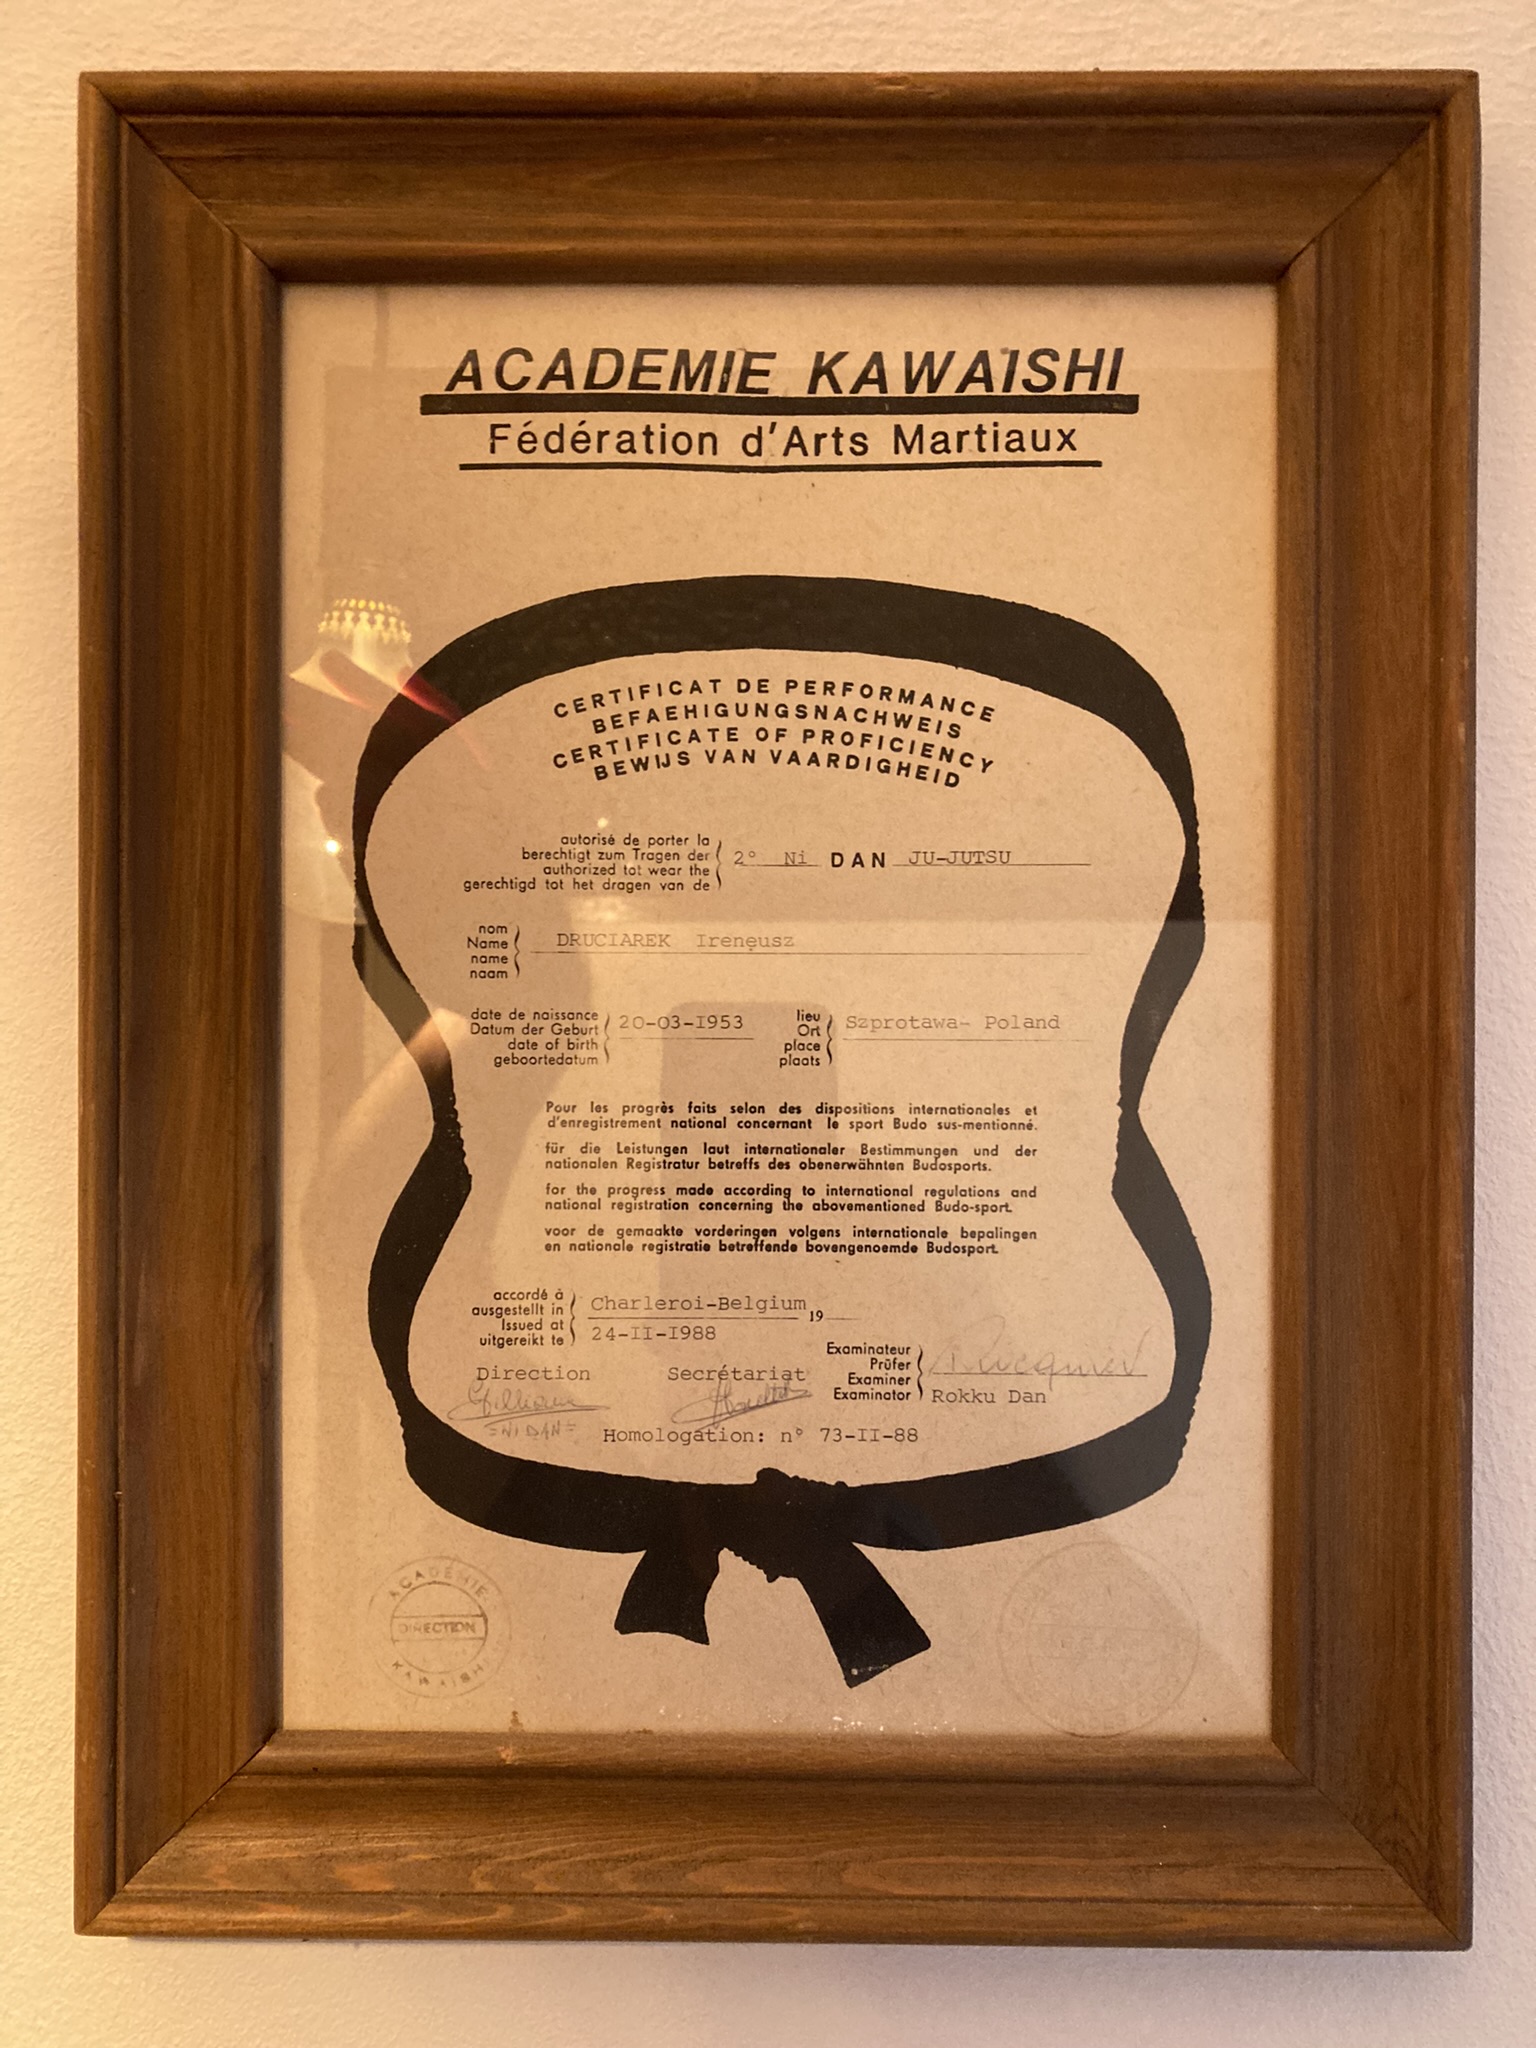 ACADEMIE KAWAISHI
Fédération d'Arts Martiaux
CERTIFICAT DE PERFORMANCE
BEFAEHIGUNGSNACHWEIS
CERTIFICATE OF PROFICIENCY
BEWIJS VAN VAARDIGHEID
autorisé de porter la
berechtigt zum Tragen der
authorized tot wear the
gerechtigd tot het dragen van de
2° Ni DAN JU-JUTSU
nom
Name
name
naam
DRUCIAREK Ireneusz
date de naissance
Datum der Geburt
date of birth
geboortedatum
20-03-I953
lieu
Ort
place
plaats
Szprotawa- Poland
Pour les progrès faits selon des dispositions internationales et
d'enregistrement national concernant le sport Budo sus-mentionné.
für die Leistungen laut internationaler Bestimmungen und der
nationalen Registratur betreffs des obenerwähnten Budosports.
for the progress made according to international regulations and
national registration concerning the abovementioned Budo-sport.
voor de gemaakte vorderingen volgens internationale bepalingen
en nationale registratie betreffende bovengenoemde Budosport.
accordé à
ausgestellt in
Issued at
uitgereikt te
Charleroi-Belgium 19
24-II-I988
Examinateur
Prüfer
Examiner
Examinator
Rokku Dan
Direction Secrétariat
=NI DAN=
Homologation: n° 73-II-88
ACADEMIE
DIRECTION
KAWAISHI